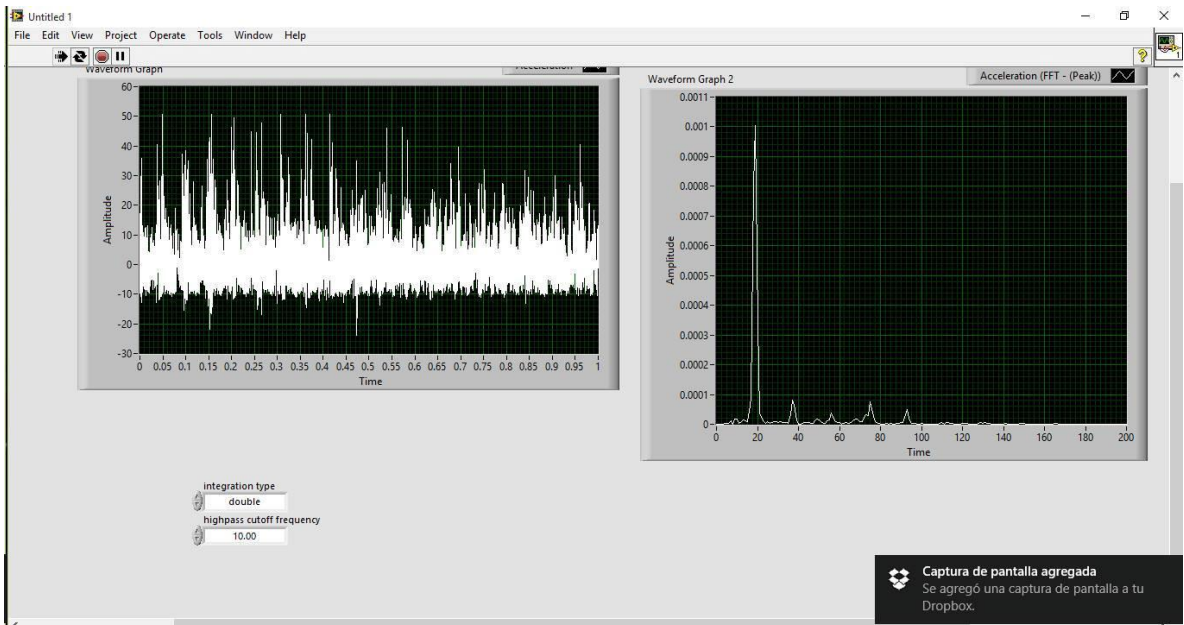 Untitled 1
File Edit View Project Operate Tools Window Help
Waveform Graph
Acceleration
60
50
40
30
20
10
0
-10
-20
-30
Amplitude
0 0.05 0.1 0.15 0.2 0.25 0.3 0.35 0.4 0.45 0.5 0.55 0.6 0.65 0.7 0.75 0.8 0.85 0.9 0.95 1
Time
Waveform Graph 2
Acceleration (FFT - (Peak))
0.0011
0.001
0.0009
0.0008
0.0007
0.0006
0.0005
0.0004
0.0003
0.0002
0.0001
0
Amplitude
0 20 40 60 80 100 120 140 160 180 200
Time
integration type
double
highpass cutoff frequency
10.00
Captura de pantalla agregada
Se agregó una captura de pantalla a tu
Dropbox.
1